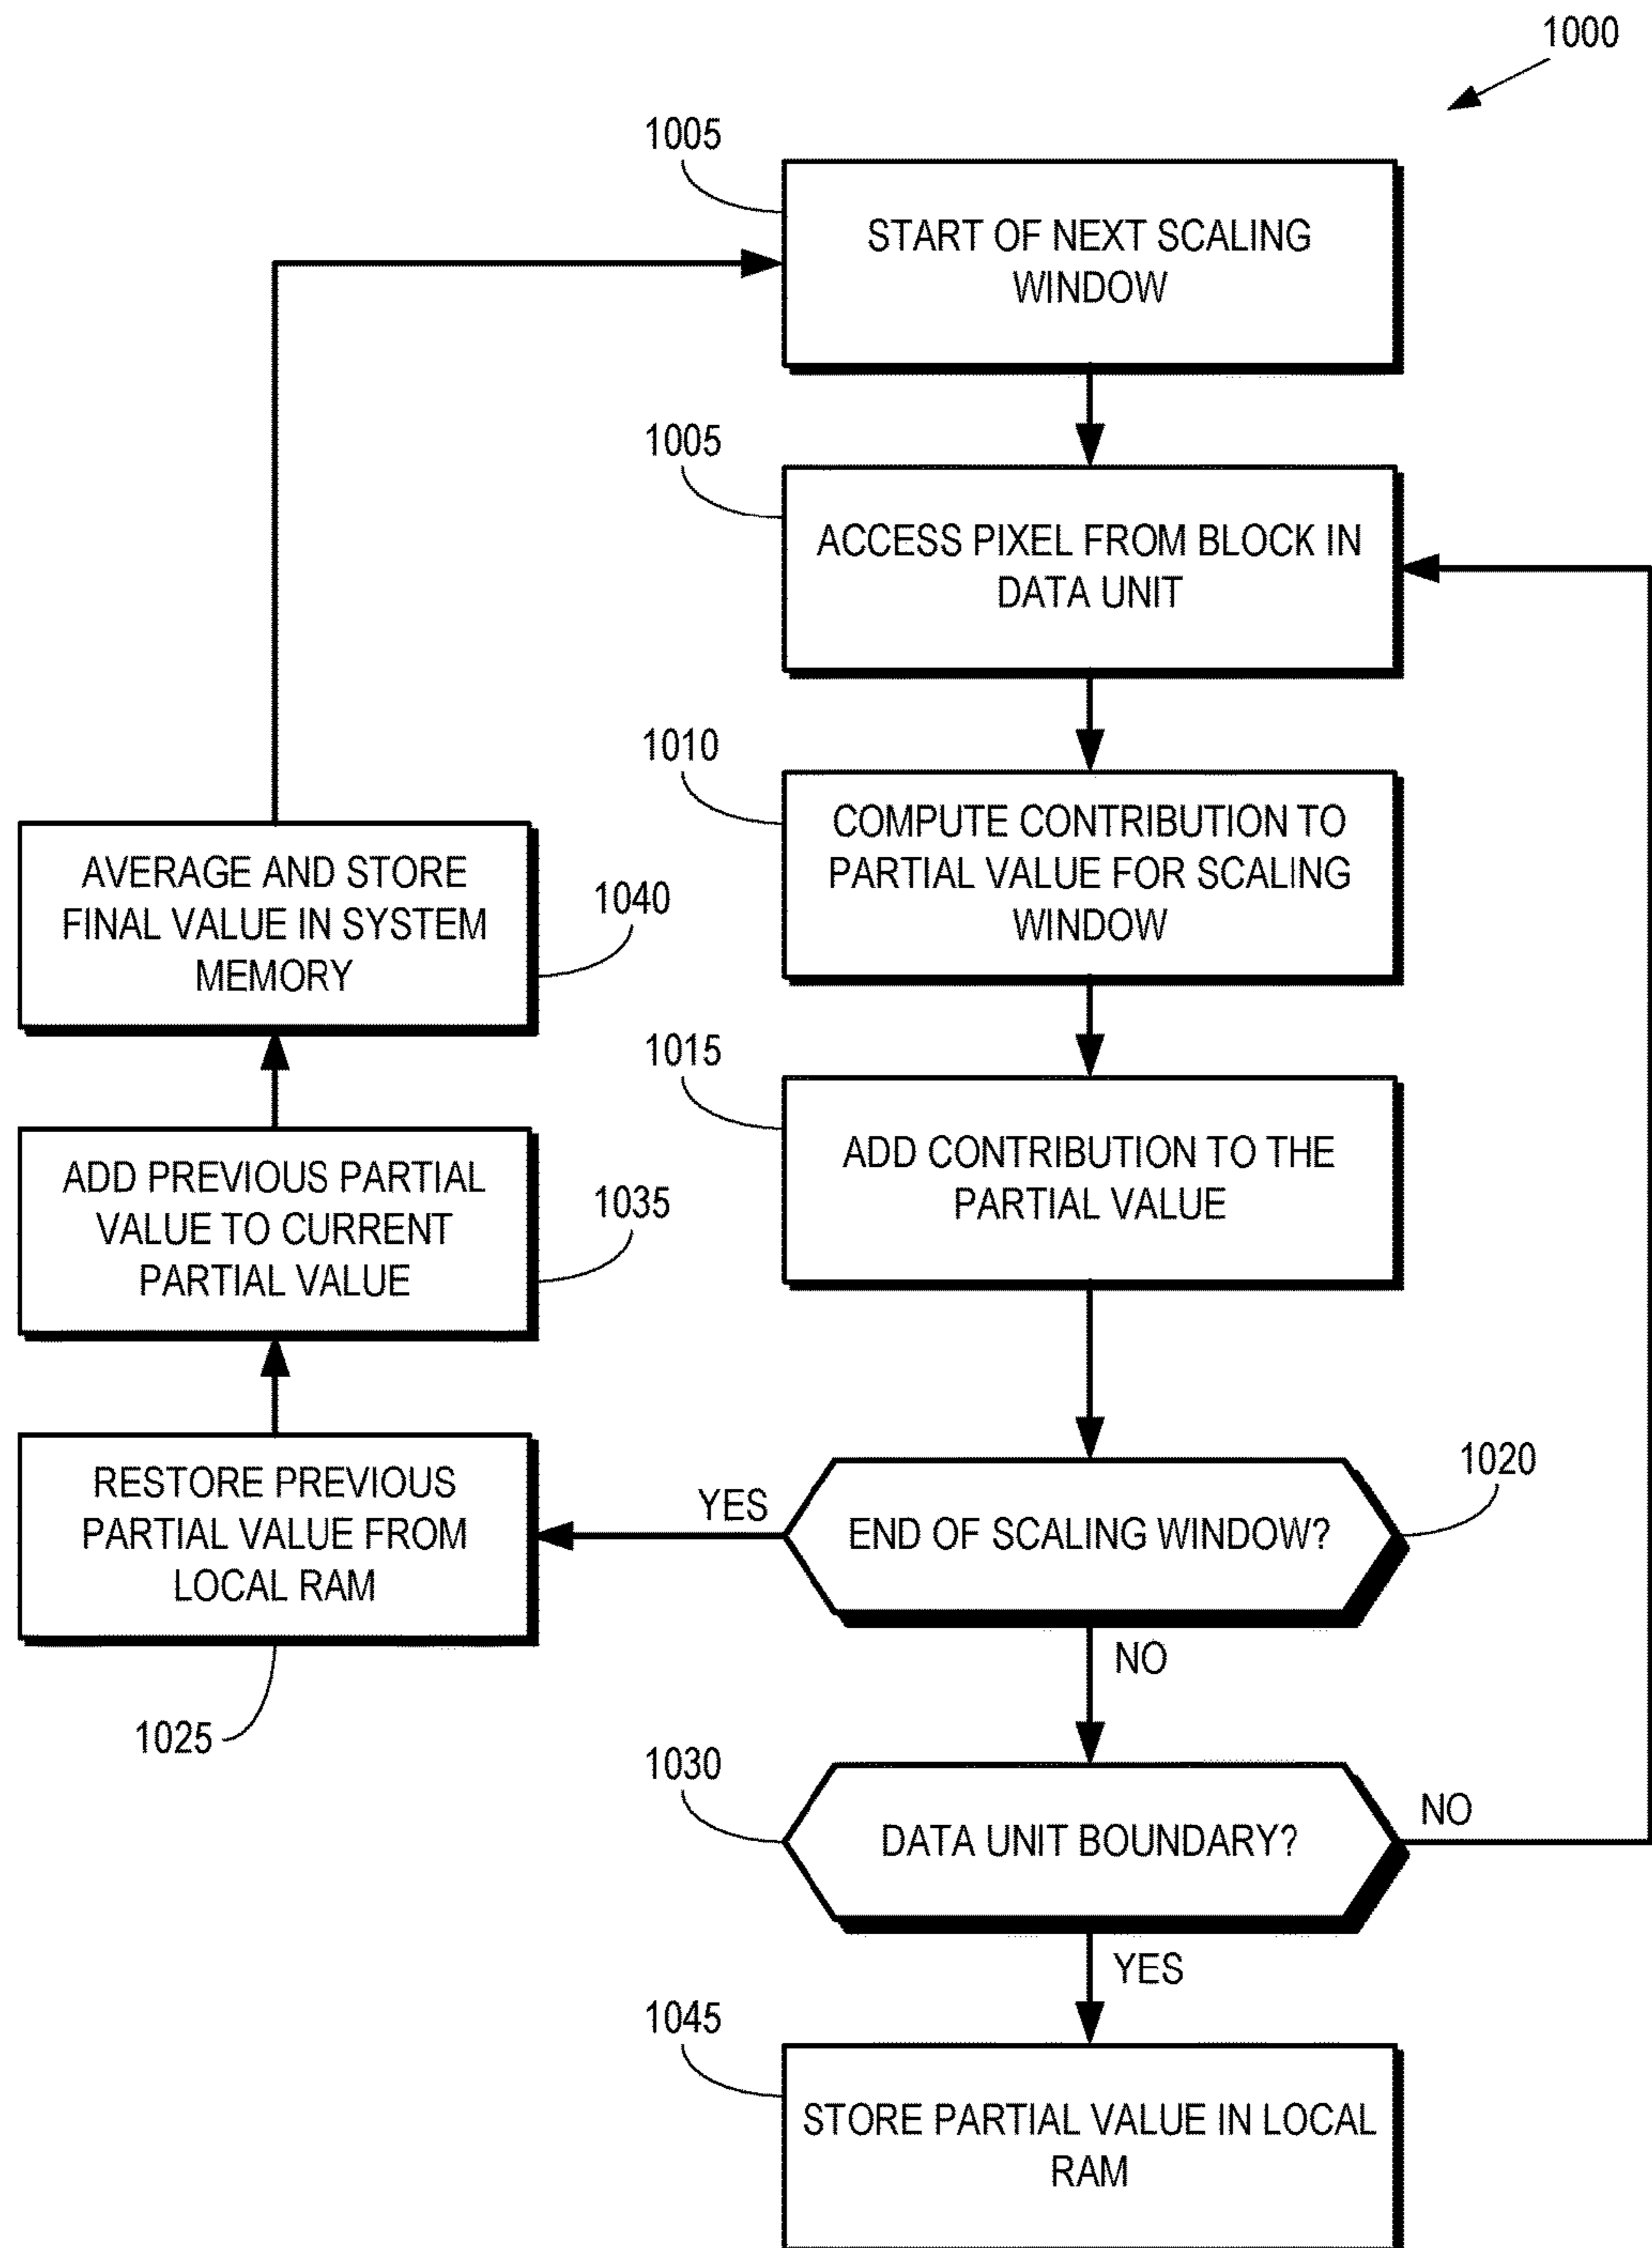 1000
1005
START OF NEXT SCALING
WINDOW
1005
ACCESS PIXEL FROM BLOCK IN
DATA UNIT
1010
COMPUTE CONTRIBUTION TO
PARTIAL VALUE FOR SCALING
WINDOW
AVERAGE AND STORE
FINAL VALUE IN SYSTEM
MEMORY
1040
1015
ADD CONTRIBUTION TO THE
PARTIAL VALUE
ADD PREVIOUS PARTIAL
VALUE TO CURRENT
PARTIAL VALUE
1035
1020
END OF SCALING WINDOW?
YES
RESTORE PREVIOUS
PARTIAL VALUE FROM
LOCAL RAM
1025
NO
1030
DATA UNIT BOUNDARY?
NO
YES
1045
STORE PARTIAL VALUE IN LOCAL
RAM